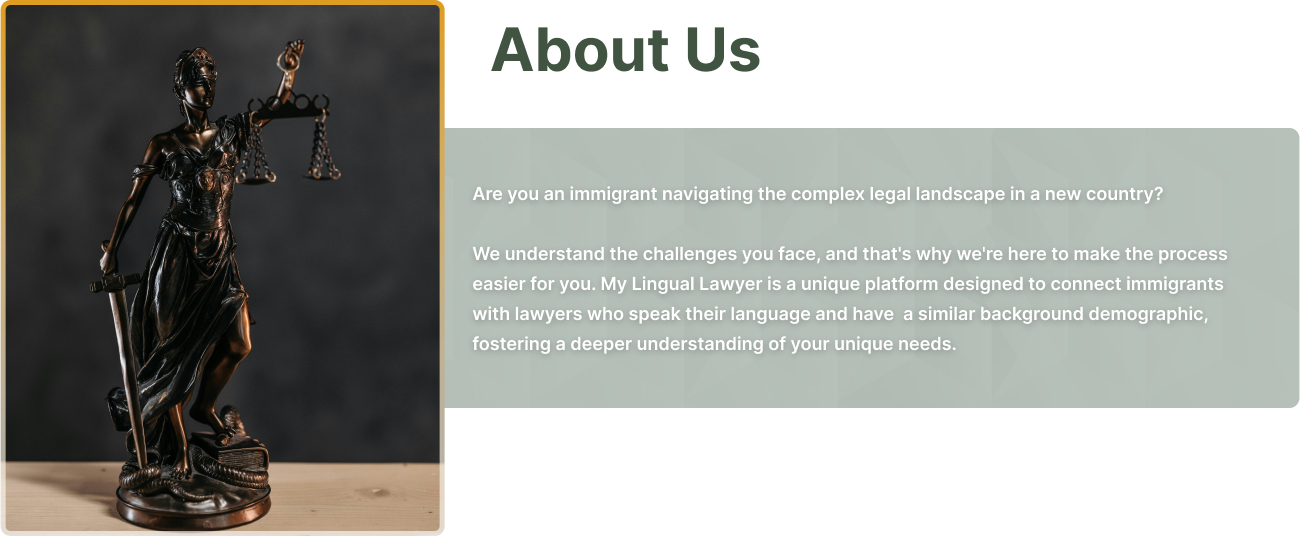 About Us
Are you an immigrant navigating the complex legal landscape in a new country?
We understand the challenges you face, and that's why we're here to make the process
easier for you. My Lingual Lawyer is a unique platform designed to connect immigrants
with lawyers who speak their language and have  a similar background demographic,
fostering a deeper understanding of your unique needs.